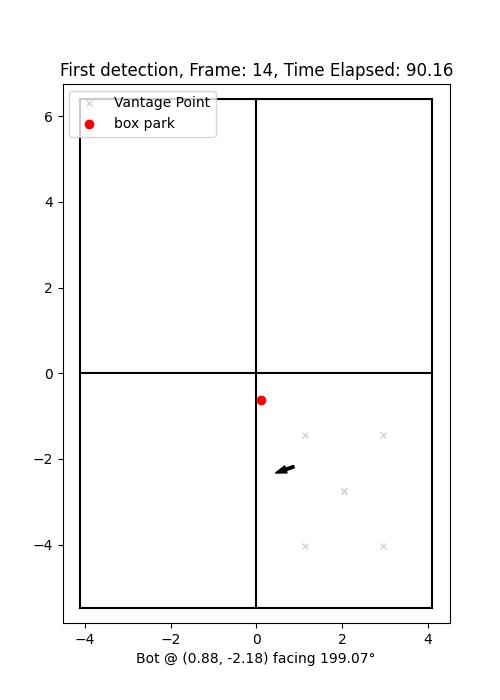 First detection, Frame: 14, Time Elapsed: 90.16
Vantage Point
box park
6
4
2
0
−2
−4
−4
−2
0
2
4
Bot @ (0.88, -2.18) facing 199.07°